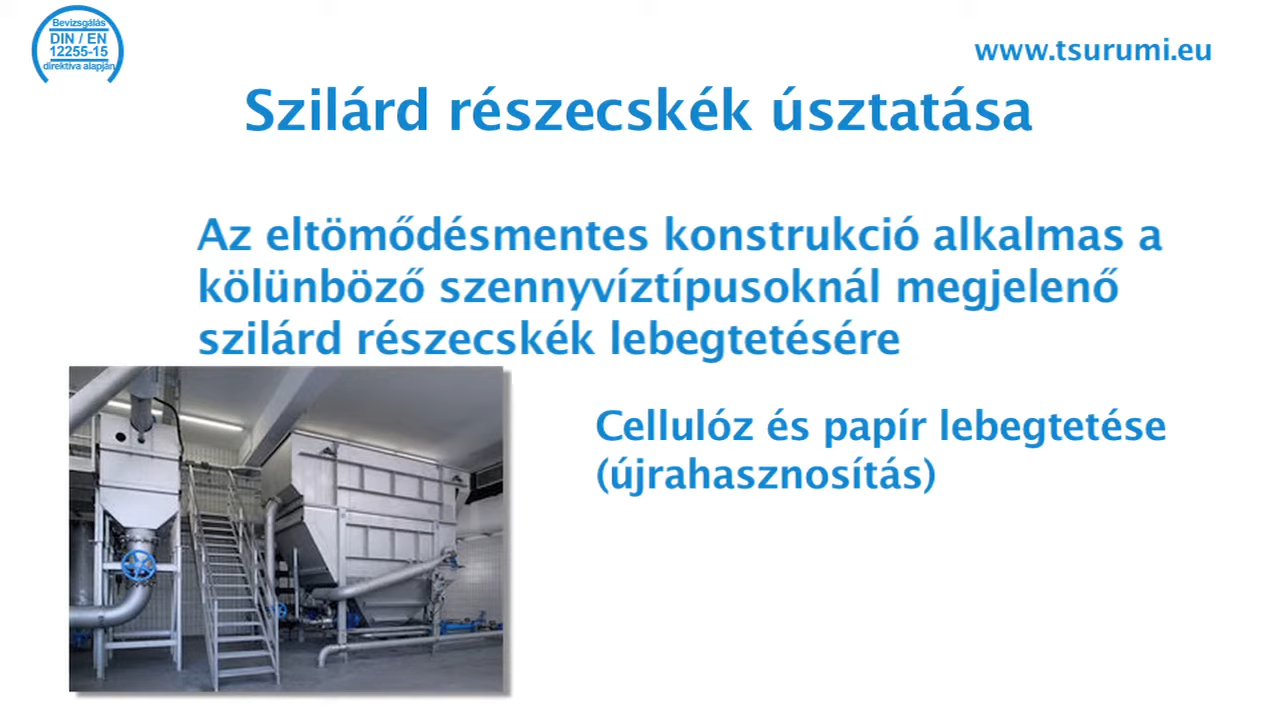 Bevizsgálás
DIN / EN
12255-15
direktíva alapján
www.tsurumi.eu
Szilárd részecskék úsztatása
Az eltömődésmentes konstrukció alkalmas a
kölünböző szennyvíztípusoknál megjelenő
szilárd részecskék lebegtetésére
Cellulóz és papír lebegtetése
(újrahasznosítás)